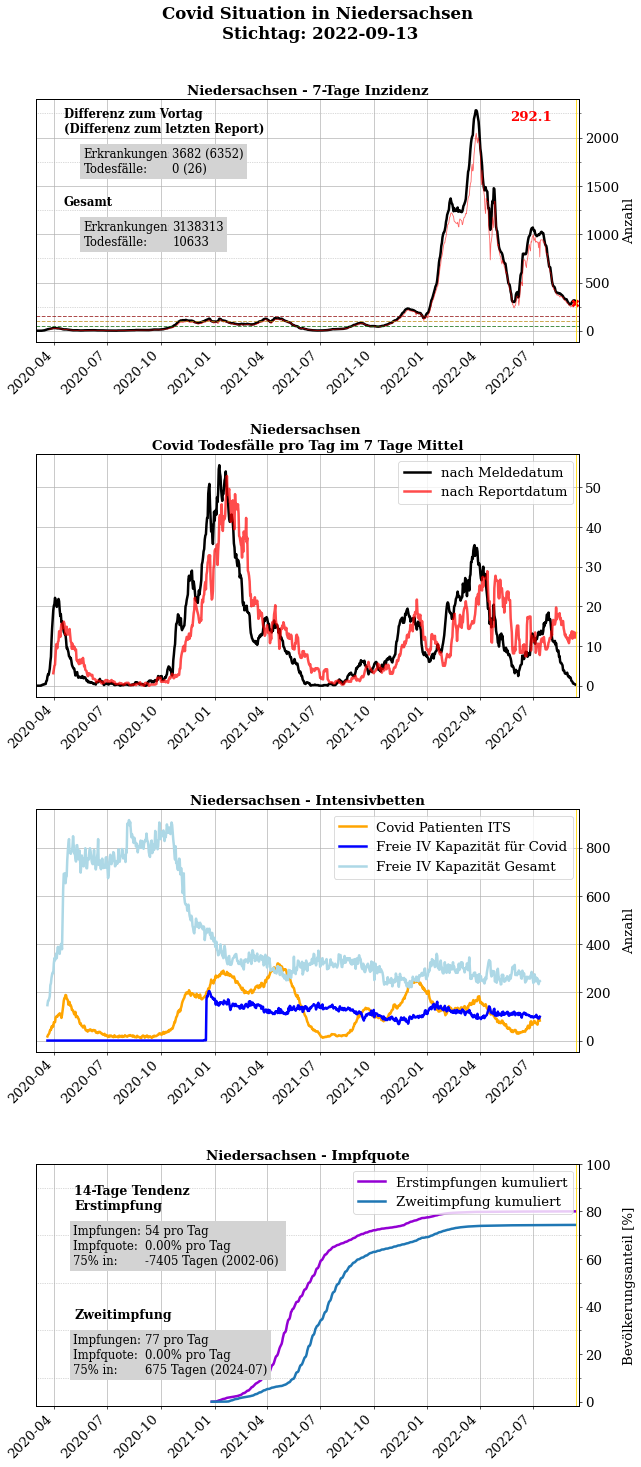 Covid Situation in Niedersachsen
Stichtag: 2022-09-13
Niedersachsen - 7-Tage Inzidenz
Differenz zum Vortag
(Differenz zum letzten Report)
Erkrankungen 3682 (6352)
Todesfälle: 0 (26)
Gesamt
Erkrankungen 3138313
Todesfälle: 10633
292.1
2000
1500
1000
500
0
Anzahl
2020-04 2020-07 2020-10 2021-01 2021-04 2021-07 2021-10 2022-01 2022-04 2022-07
Niedersachsen
Covid Todesfälle pro Tag im 7 Tage Mittel
nach Meldedatum
nach Reportdatum
50
40
30
20
10
0
2020-04 2020-07 2020-10 2021-01 2021-04 2021-07 2021-10 2022-01 2022-04 2022-07
Niedersachsen - Intensivbetten
Covid Patienten ITS
Freie IV Kapazität für Covid
Freie IV Kapazität Gesamt
800
600
400
200
0
Anzahl
2020-04 2020-07 2020-10 2021-01 2021-04 2021-07 2021-10 2022-01 2022-04 2022-07
Niedersachsen - Impfquote
14-Tage Tendenz
Erstimpfung
Impfungen: 54 pro Tag
Impfquote: 0.00% pro Tag
75% in: -7405 Tagen (2002-06)
Zweitimpfung
Impfungen: 77 pro Tag
Impfquote: 0.00% pro Tag
75% in: 675 Tagen (2024-07)
Erstimpfungen kumuliert
Zweitimpfung kumuliert
100
80
60
40
20
0
Bevölkerungsanteil [%]
2020-04 2020-07 2020-10 2021-01 2021-04 2021-07 2021-10 2022-01 2022-04 2022-07